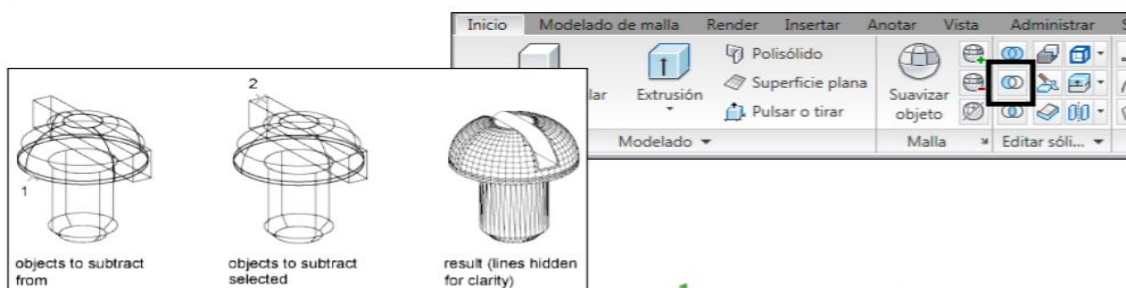 Inicio Modelado de malla Render Insertar Anotar Vista Administrar
Polisólido
lar Extrusión Superficie plana Suavizar objeto
Pulsar o tirar
Modelado Malla Editar sóli...
2
1
objects to subtract from
objects to subtract selected
result (lines hidden for clarity)